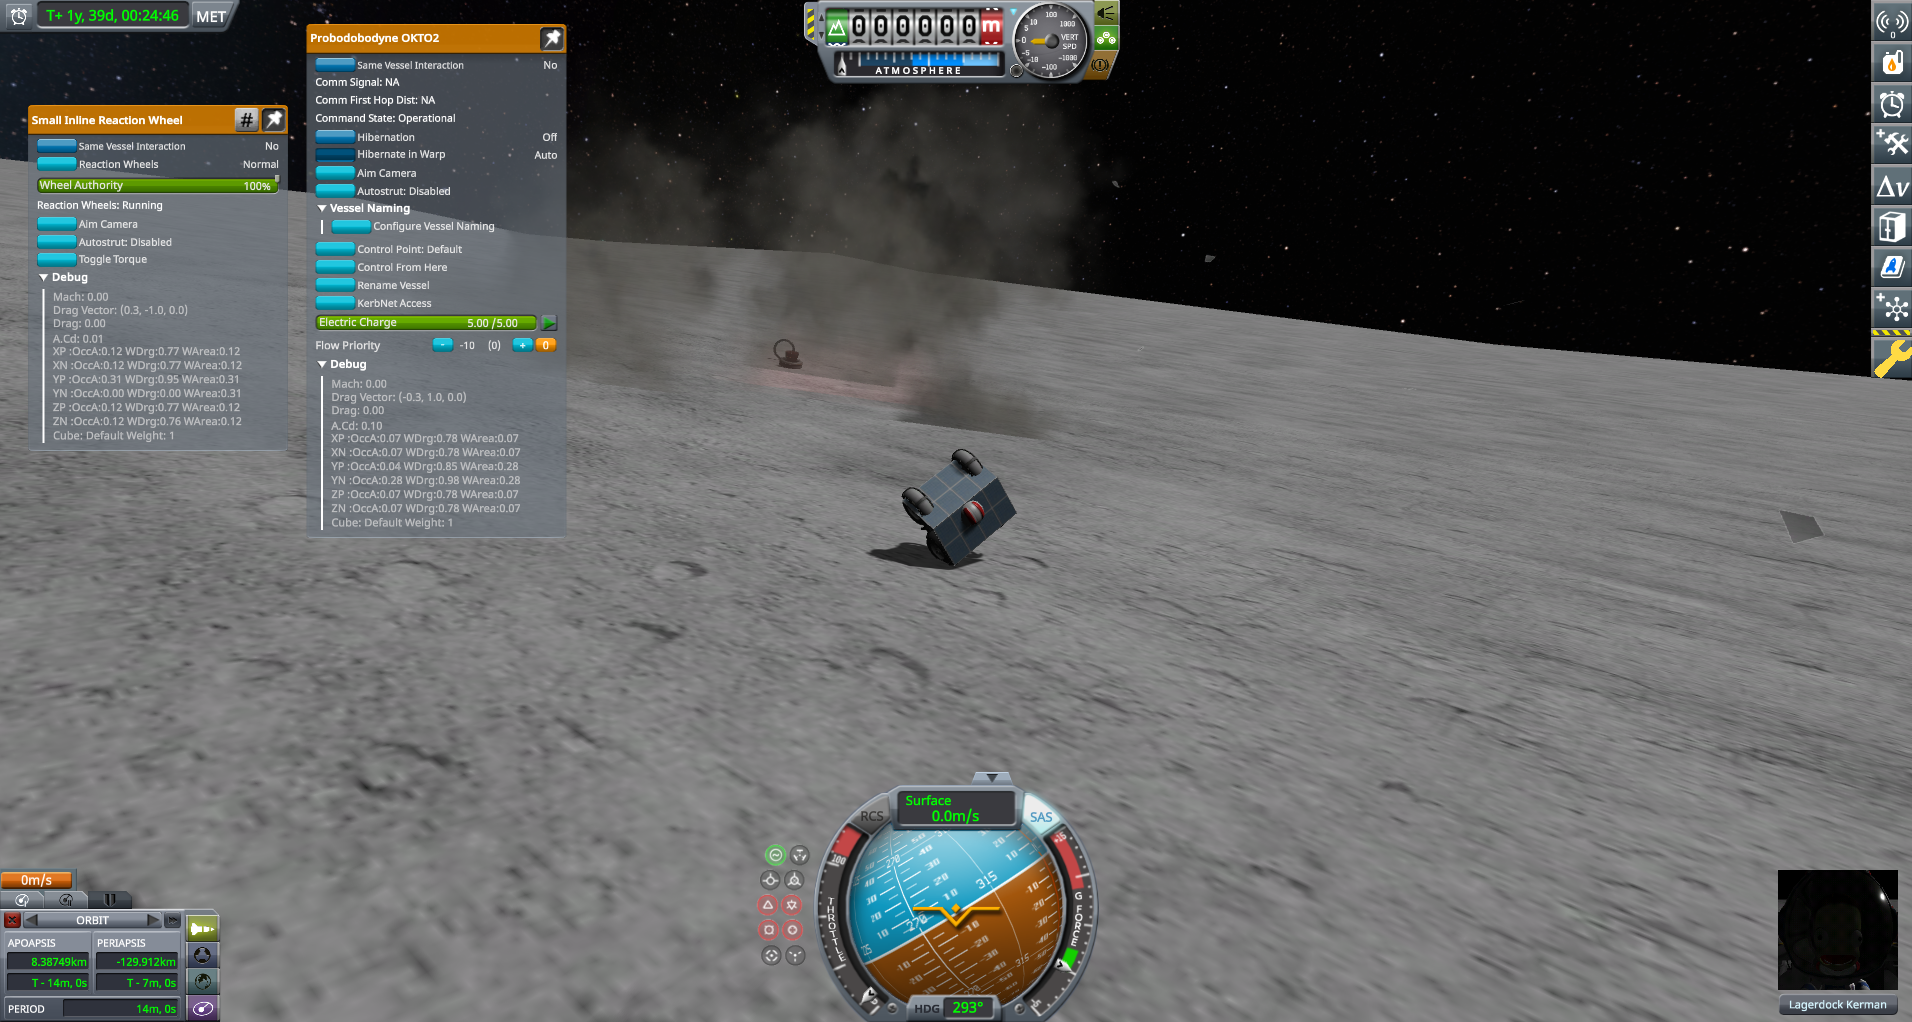 T+ 1y, 39d, 00:24:46 MET
Small Inline Reaction Wheel #
Same Vessel Interaction No
Reaction Wheels Normal
Wheel Authority 100%
Reaction Wheels: Running
Aim Camera
Autostrut: Disabled
Toggle Torque
Debug
Mach: 0.00
Drag Vector: (0.3, -1.0, 0.0)
Drag: 0.00
A.Cd: 0.01
XP :OccA:0.12 WDrg:0.77 WArea:0.12
XN :OccA:0.12 WDrg:0.77 WArea:0.12
YP :OccA:0.31 WDrg:0.95 WArea:0.31
YN :OccA:0.00 WDrg:0.00 WArea:0.31
ZP :OccA:0.12 WDrg:0.77 WArea:0.12
ZN :OccA:0.12 WDrg:0.76 WArea:0.12
Cube: Default Weight: 1
Probodobodyne OKTO2
Same Vessel Interaction No
Comm Signal: NA
Comm First Hop Dist: NA
Command State: Operational
Hibernation Off
Hibernate in Warp Auto
Aim Camera
Autostrut: Disabled
Vessel Naming
Configure Vessel Naming
Control Point: Default
Control From Here
Rename Vessel
KerbNet Access
Electric Charge 5.00 /5.00
Flow Priority - -10 (0) + 0
Debug
Mach: 0.00
Drag Vector: (-0.3, 1.0, 0.0)
Drag: 0.00
A.Cd: 0.10
XP :OccA:0.07 WDrg:0.78 WArea:0.07
XN :OccA:0.07 WDrg:0.78 WArea:0.07
YP :OccA:0.04 WDrg:0.85 WArea:0.28
YN :OccA:0.28 WDrg:0.98 WArea:0.28
ZP :OccA:0.07 WDrg:0.78 WArea:0.07
ZN :OccA:0.07 WDrg:0.78 WArea:0.07
Cube: Default Weight: 1
000000 m
ATMOSPHERE
VERT
SPD
0
Δv
Surface
0.0m/s
RCS
SAS
THROTTLE
G FORCE
HDG 293°
0m/s
ORBIT
APOAPSIS PERIAPSIS
8.38749km -129.912km
T - 14m, 0s T - 7m, 0s
PERIOD 14m, 0s
Lagerdock Kerman